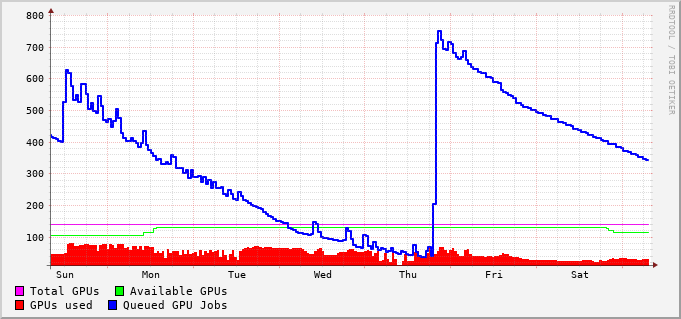 800
700
600
500
400
300
200
100
Sun Mon Tue Wed Thu Fri Sat
Total GPUs Available GPUs
GPUs used Queued GPU Jobs
RRDTOOL / TOBI OETIKER